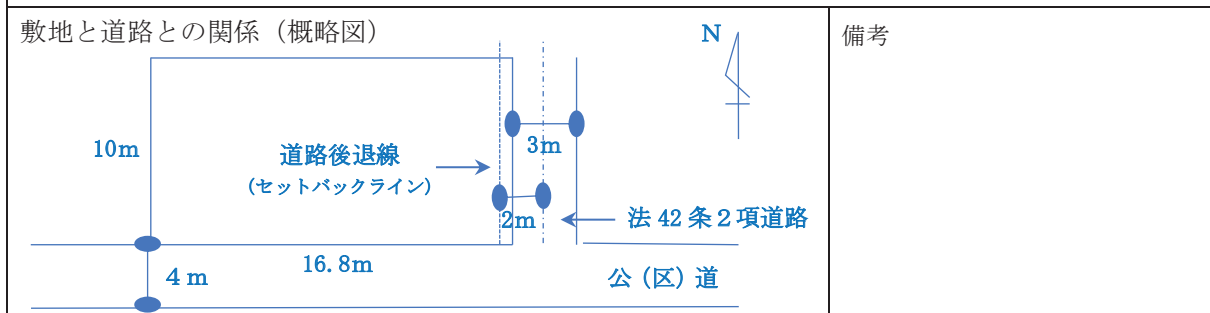 敷地と道路との関係（概略図）
N
備考
10m
3m
道路後退線
(セットバックライン)
2m
法42条２項道路
16.8m
４m
公（区）道